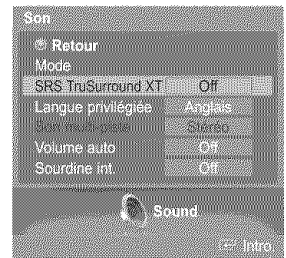 Son
Retour
Mode
SRS TruSurround XT Off
Langue privilégiée Anglais
Son multi-piste Stéréo
Volume auto Off
Sourdine int. Off
Sound
Intro